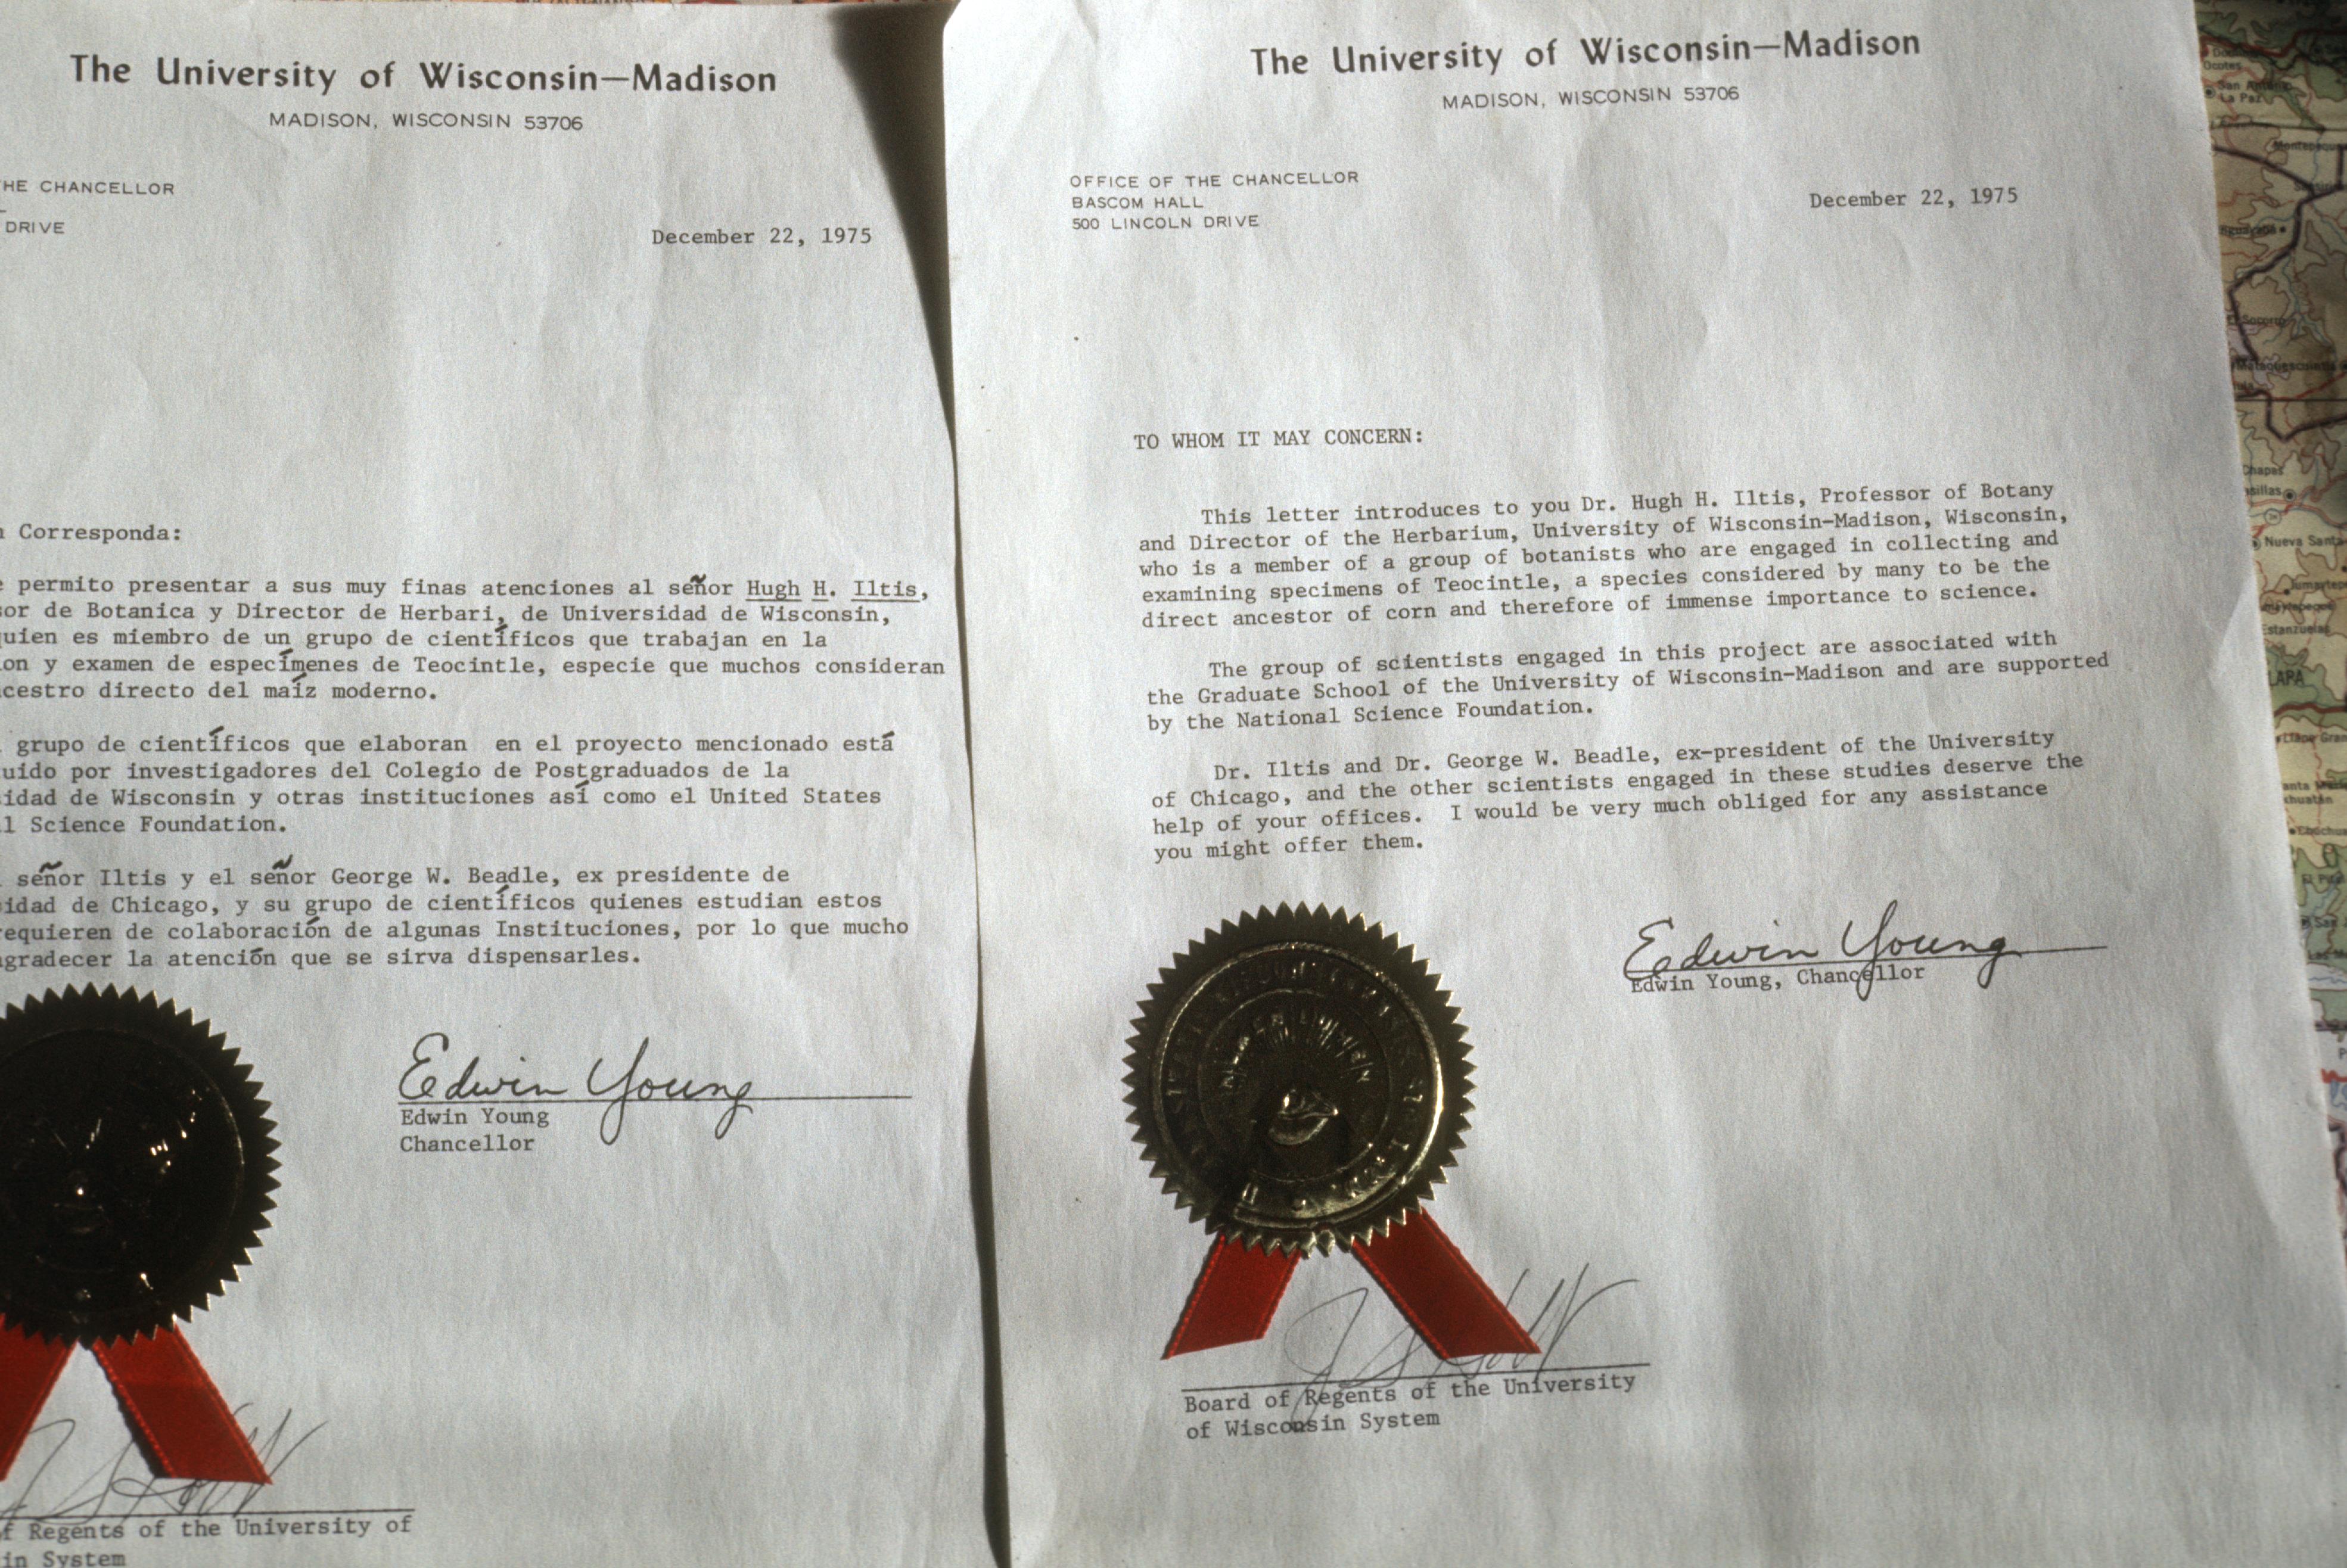 The University of Wisconsin—Madison
MADISON, WISCONSIN 53706
THE CHANCELLOR
DRIVE
December 22, 1975
Corresponda:
permito presentar a sus muy finas atenciones al señor Hugh H. Iltis,
de Botanica y Director de Herbari, de Universidad de Wisconsin,
quien es miembro de un grupo de científicos que trabajan en la
y examen de especímenes de Teocintle, especie que muchos consideran
directo del maíz moderno.
grupo de científicos que elaboran en el proyecto mencionado está
por investigadores del Colegio de Postgraduados de la
de Wisconsin y otras instituciones así como el United States
Science Foundation.
señor Iltis y el señor George W. Beadle, ex presidente de
de Chicago, y su grupo de científicos quienes estudian estos
requieren de colaboración de algunas Instituciones, por lo que mucho
agradecer la atención que se sirva dispensarles.
Edwin Young
Edwin Young
Chancellor
of Regents of the University of
System
The University of Wisconsin—Madison
MADISON, WISCONSIN 53706
OFFICE OF THE CHANCELLOR
BASCOM HALL
500 LINCOLN DRIVE
December 22, 1975
TO WHOM IT MAY CONCERN:
This letter introduces to you Dr. Hugh H. Iltis, Professor of Botany
and Director of the Herbarium, University of Wisconsin-Madison, Wisconsin,
who is a member of a group of botanists who are engaged in collecting and
examining specimens of Teocintle, a species considered by many to be the
direct ancestor of corn and therefore of immense importance to science.
The group of scientists engaged in this project are associated with
the Graduate School of the University of Wisconsin-Madison and are supported
by the National Science Foundation.
Dr. Iltis and Dr. George W. Beadle, ex-president of the University
of Chicago, and the other scientists engaged in these studies deserve the
help of your offices. I would be very much obliged for any assistance
you might offer them.
Edwin Young
Edwin Young, Chancellor
Board of Regents of the University
of Wisconsin System
San Antonio
La Paz
Chapas
Nueva Santa
Estanzuelas